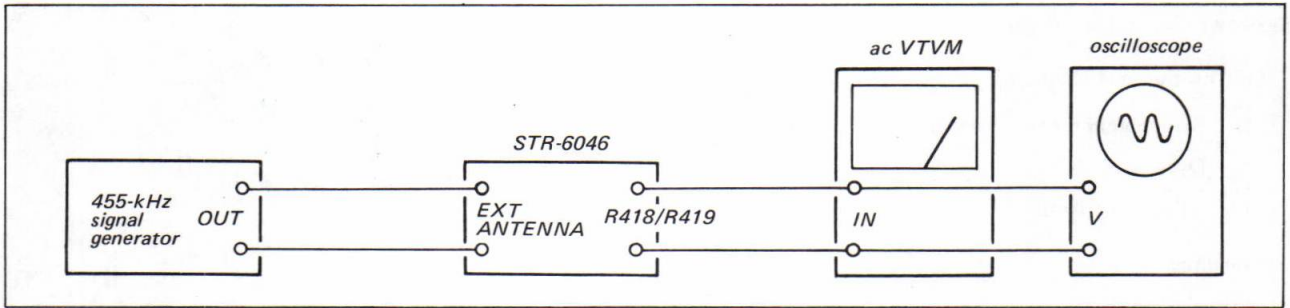 ac VTVM
oscilloscope
STR-6046
455-kHz
signal
generator
OUT
EXT
ANTENNA
R418/R419
IN
V